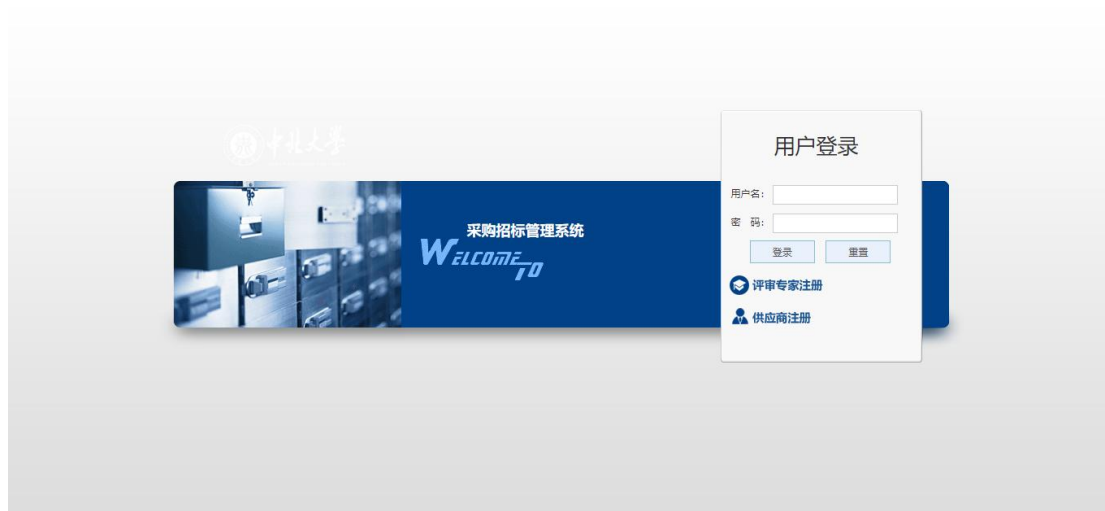 中北大學
用户登录
采购招标管理系统
WELCOME TO
用户名：
密 码：
登录 重置
评审专家注册
供应商注册